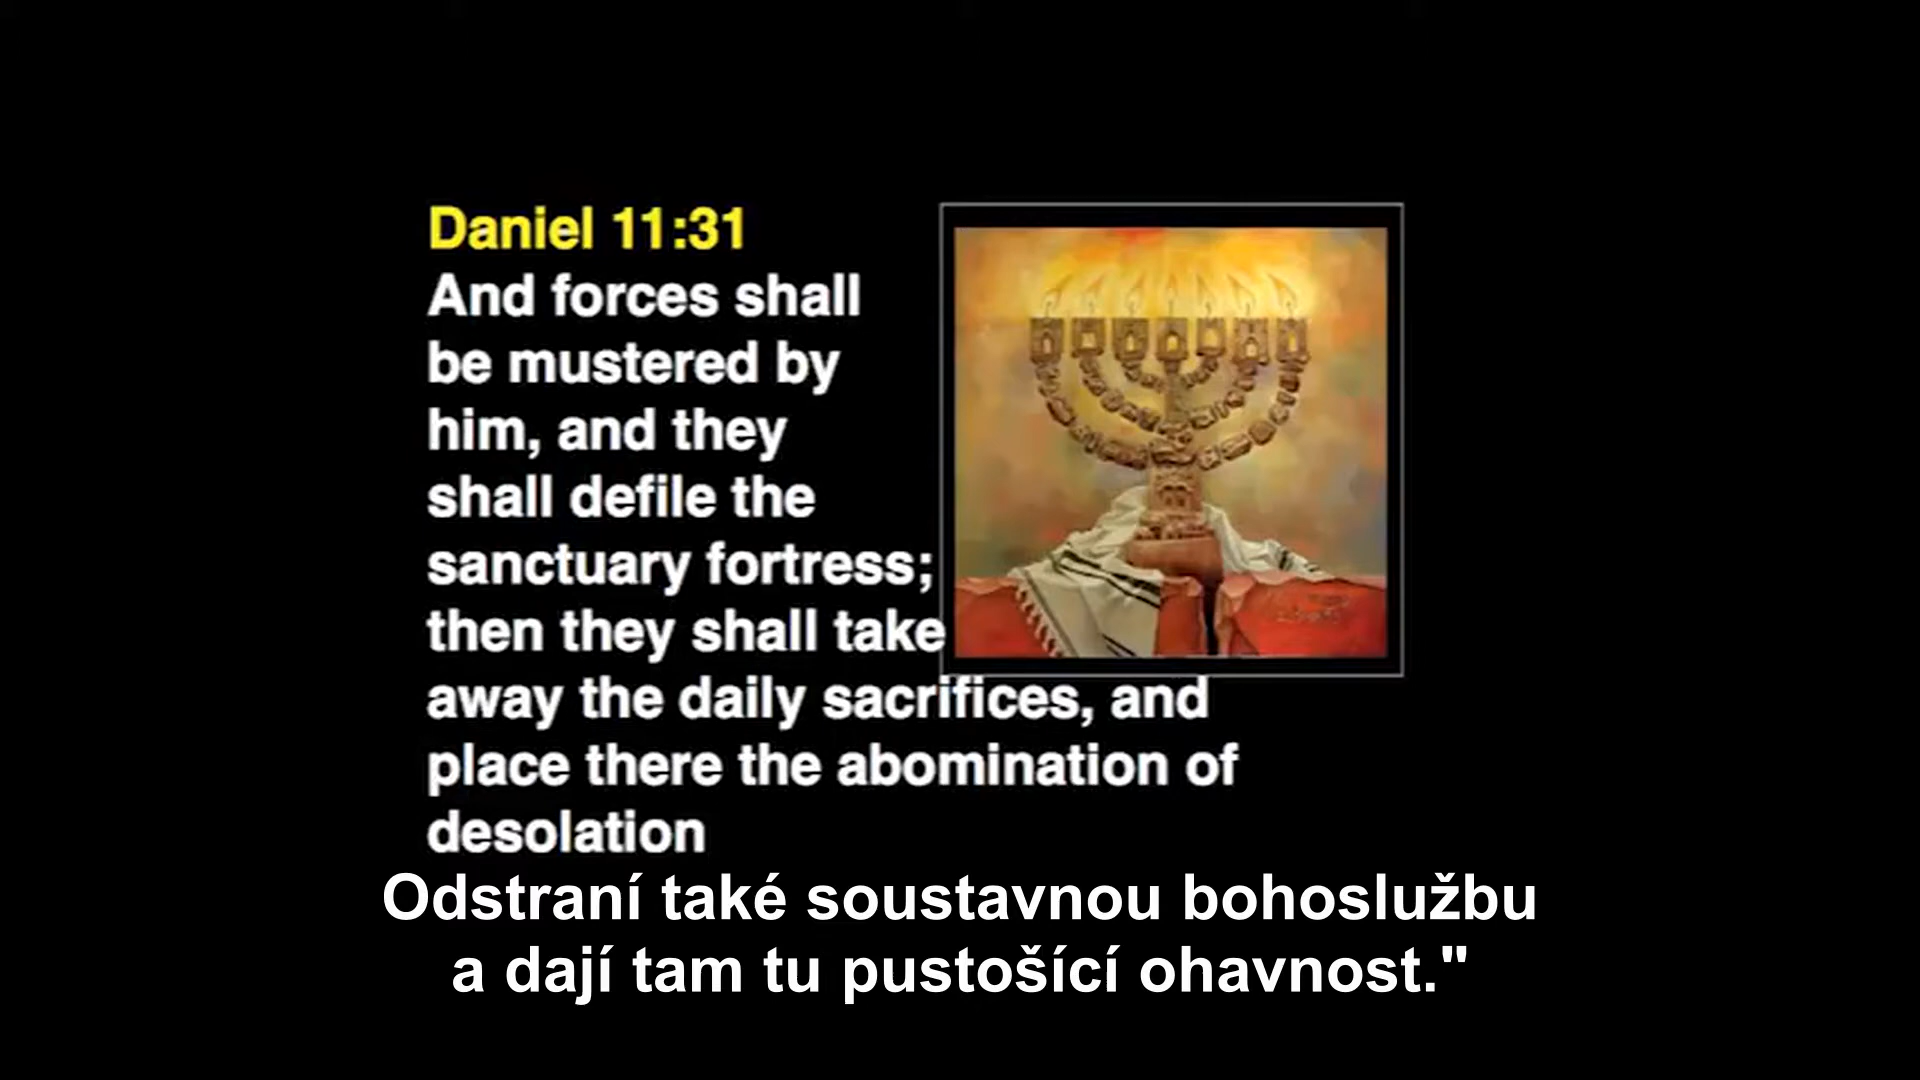 Daniel 11:31
And forces shall
be mustered by
him, and they
shall defile the
sanctuary fortress;
then they shall take
away the daily sacrifices, and
place there the abomination of
desolation
Odstraní také soustavnou bohoslužbu
a dají tam tu pustošící ohavnost."